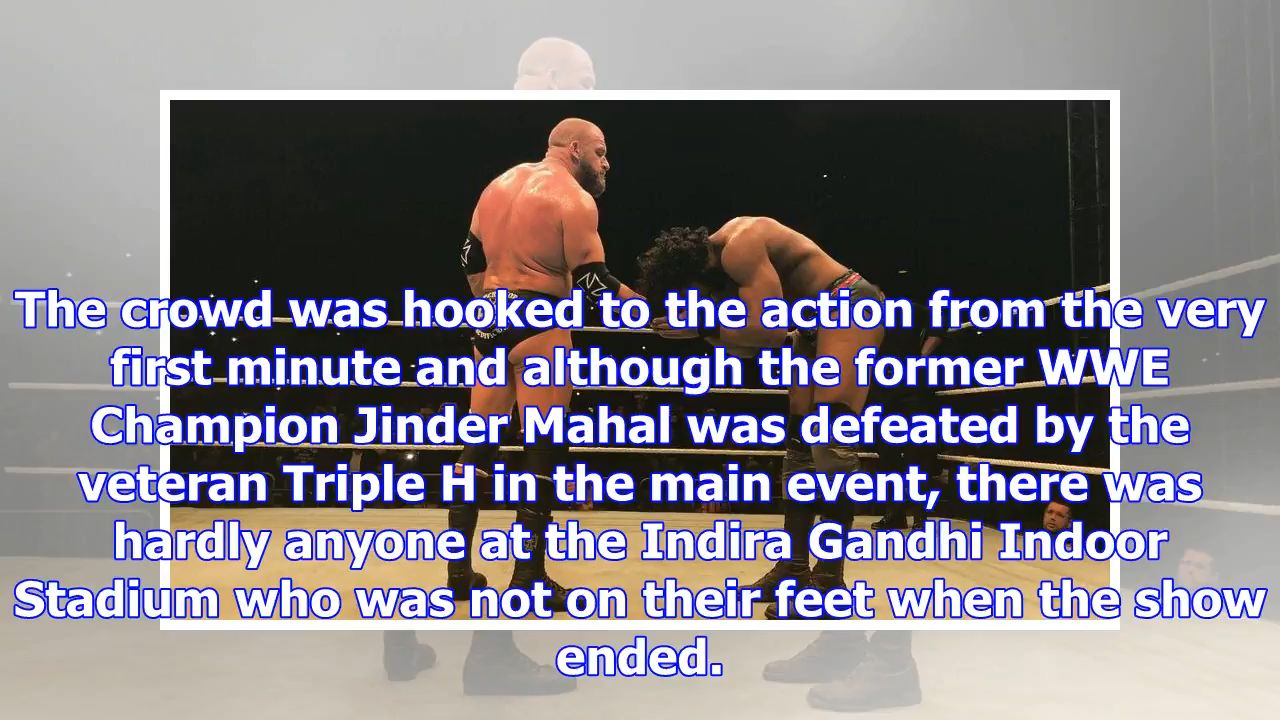 The crowd was hooked to the action from the very
first minute and although the former WWE
Champion Jinder Mahal was defeated by the
veteran Triple H in the main event, there was
hardly anyone at the Indira Gandhi Indoor
Stadium who was not on their feet when the show
ended.